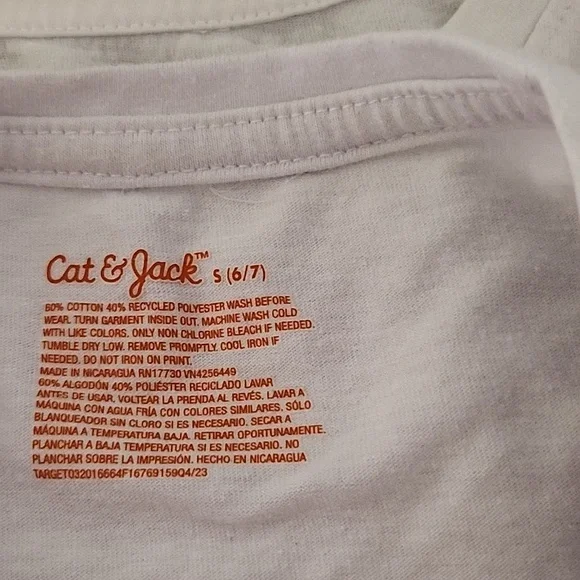 Cat & Jack™ S (6/7)
60% COTTON 40% RECYCLED POLYESTER WASH BEFORE
WEAR. TURN GARMENT INSIDE OUT. MACHINE WASH COLD
WITH LIKE COLORS. ONLY NON CHLORINE BLEACH IF NEEDED.
TUMBLE DRY LOW. REMOVE PROMPTLY. COOL IRON IF
NEEDED. DO NOT IRON ON PRINT.
MADE IN NICARAGUA RN17730 VN4256449
60% ALGODÓN 40% POLIÉSTER RECICLADO LAVAR
ANTES DE USAR. VOLTEAR LA PRENDA AL REVÉS. LAVAR A
MÁQUINA CON AGUA FRÍA CON COLORES SIMILARES. SÓLO
BLANQUEADOR SIN CLORO SI ES NECESARIO. SECAR A
MÁQUINA A TEMPERATURA BAJA. RETIRAR OPORTUNAMENTE.
PLANCHAR A BAJA TEMPERATURA SI ES NECESARIO. NO
PLANCHAR SOBRE LA IMPRESIÓN. HECHO EN NICARAGUA
TARGET032016664F16769159Q4/23